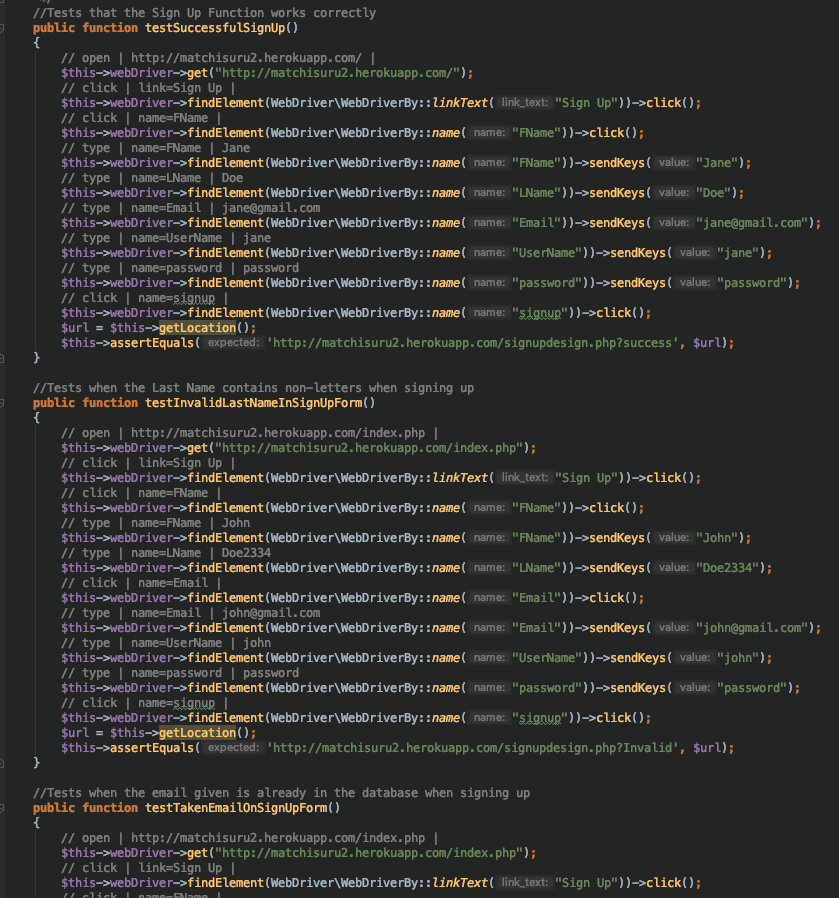 //Tests that the Sign Up Function works correctly
public function testSuccessfulSignUp()
{
// open | http://matchisuru2.herokuapp.com/ |
$this->webDriver->get("http://matchisuru2.herokuapp.com/");
// click | link=Sign Up |
$this->webDriver->findElement(WebDriver\WebDriverBy::linkText( link_text: "Sign Up"))->click();
// click | name=FName |
$this->webDriver->findElement(WebDriver\WebDriverBy::name( name: "FName"))->click();
// type | name=FName | Jane
$this->webDriver->findElement(WebDriver\WebDriverBy::name( name: "FName"))->sendKeys( value: "Jane");
// type | name=LName | Doe
$this->webDriver->findElement(WebDriver\WebDriverBy::name( name: "LName"))->sendKeys( value: "Doe");
// type | name=Email | jane@gmail.com
$this->webDriver->findElement(WebDriver\WebDriverBy::name( name: "Email"))->sendKeys( value: "jane@gmail.com");
// type | name=UserName | jane
$this->webDriver->findElement(WebDriver\WebDriverBy::name( name: "UserName"))->sendKeys( value: "jane");
// type | name=password | password
$this->webDriver->findElement(WebDriver\WebDriverBy::name( name: "password"))->sendKeys( value: "password");
// click | name=signup |
$this->webDriver->findElement(WebDriver\WebDriverBy::name( name: "signup"))->click();
$url = $this->getLocation();
$this->assertEquals( expected: 'http://matchisuru2.herokuapp.com/signupdesign.php?success', $url);
}
//Tests when the Last Name contains non-letters when signing up
public function testInvalidLastNameInSignUpForm()
{
// open | http://matchisuru2.herokuapp.com/index.php |
$this->webDriver->get("http://matchisuru2.herokuapp.com/index.php");
// click | link=Sign Up |
$this->webDriver->findElement(WebDriver\WebDriverBy::linkText( link_text: "Sign Up"))->click();
// click | name=FName |
$this->webDriver->findElement(WebDriver\WebDriverBy::name( name: "FName"))->click();
// type | name=FName | John
$this->webDriver->findElement(WebDriver\WebDriverBy::name( name: "FName"))->sendKeys( value: "John");
// type | name=LName | Doe2334
$this->webDriver->findElement(WebDriver\WebDriverBy::name( name: "LName"))->sendKeys( value: "Doe2334");
// click | name=Email |
$this->webDriver->findElement(WebDriver\WebDriverBy::name( name: "Email"))->click();
// type | name=Email | john@gmail.com
$this->webDriver->findElement(WebDriver\WebDriverBy::name( name: "Email"))->sendKeys( value: "john@gmail.com");
// type | name=UserName | john
$this->webDriver->findElement(WebDriver\WebDriverBy::name( name: "UserName"))->sendKeys( value: "john");
// type | name=password | password
$this->webDriver->findElement(WebDriver\WebDriverBy::name( name: "password"))->sendKeys( value: "password");
// click | name=signup |
$this->webDriver->findElement(WebDriver\WebDriverBy::name( name: "signup"))->click();
$url = $this->getLocation();
$this->assertEquals( expected: 'http://matchisuru2.herokuapp.com/signupdesign.php?Invalid', $url);
}
//Tests when the email given is already in the database when signing up
public function testTakenEmailOnSignUpForm()
{
// open | http://matchisuru2.herokuapp.com/index.php |
$this->webDriver->get("http://matchisuru2.herokuapp.com/index.php");
// click | link=Sign Up |
$this->webDriver->findElement(WebDriver\WebDriverBy::linkText( link_text: "Sign Up"))->click();
// click | name=FName |